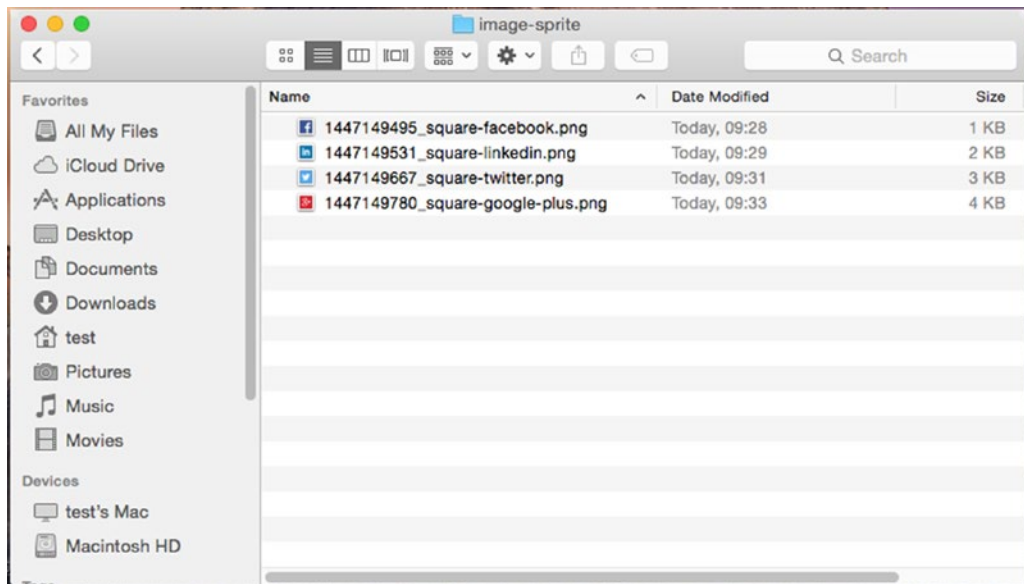 image-sprite
Search
Favorites
All My Files
iCloud Drive
Applications
Desktop
Documents
Downloads
test
Pictures
Music
Movies
Devices
test's Mac
Macintosh HD
Name Date Modified Size
1447149495_square-facebook.png Today, 09:28 1 KB
1447149531_square-linkedin.png Today, 09:29 2 KB
1447149667_square-twitter.png Today, 09:31 3 KB
1447149780_square-google-plus.png Today, 09:33 4 KB